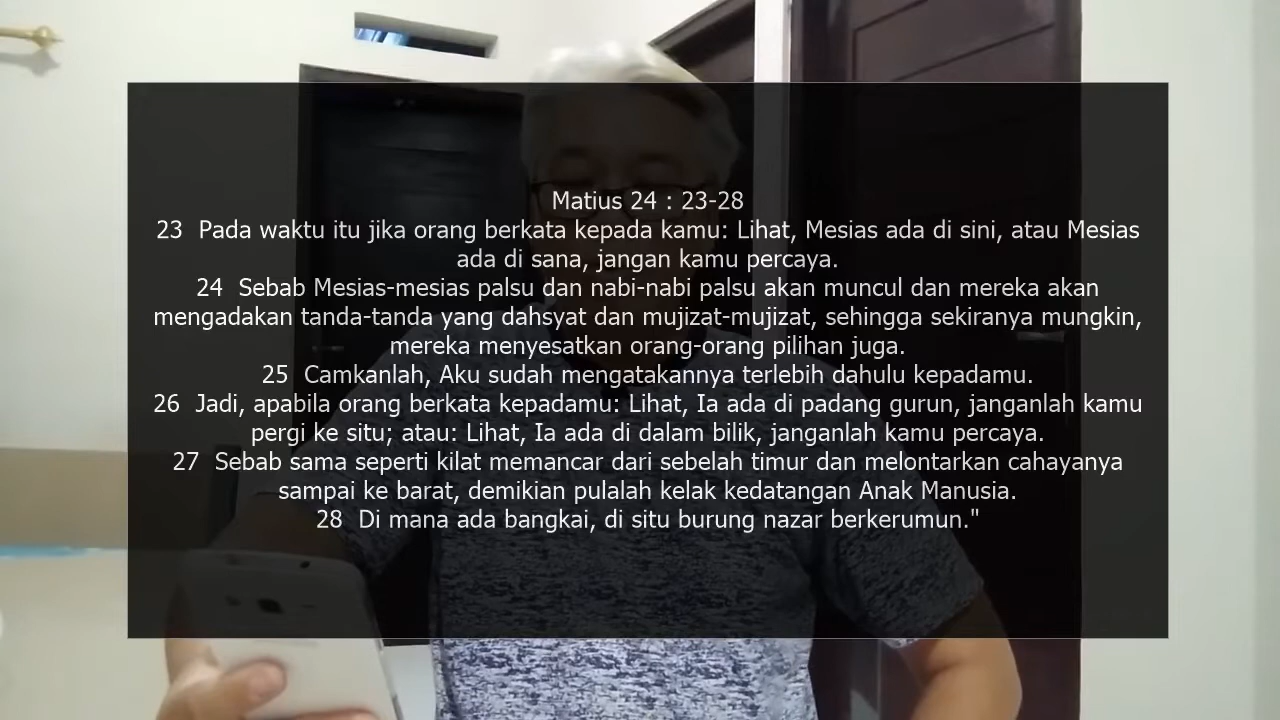 Matius 24 : 23-28
23 Pada waktu itu jika orang berkata kepada kamu: Lihat, Mesias ada di sini, atau Mesias
ada di sana, jangan kamu percaya.
24 Sebab Mesias-mesias palsu dan nabi-nabi palsu akan muncul dan mereka akan
mengadakan tanda-tanda yang dahsyat dan mujizat-mujizat, sehingga sekiranya mungkin,
mereka menyesatkan orang-orang pilihan juga.
25 Camkanlah, Aku sudah mengatakannya terlebih dahulu kepadamu.
26 Jadi, apabila orang berkata kepadamu: Lihat, Ia ada di padang gurun, janganlah kamu
pergi ke situ; atau: Lihat, Ia ada di dalam bilik, janganlah kamu percaya.
27 Sebab sama seperti kilat memancar dari sebelah timur dan melontarkan cahayanya
sampai ke barat, demikian pulalah kelak kedatangan Anak Manusia.
28 Di mana ada bangkai, di situ burung nazar berkerumun."